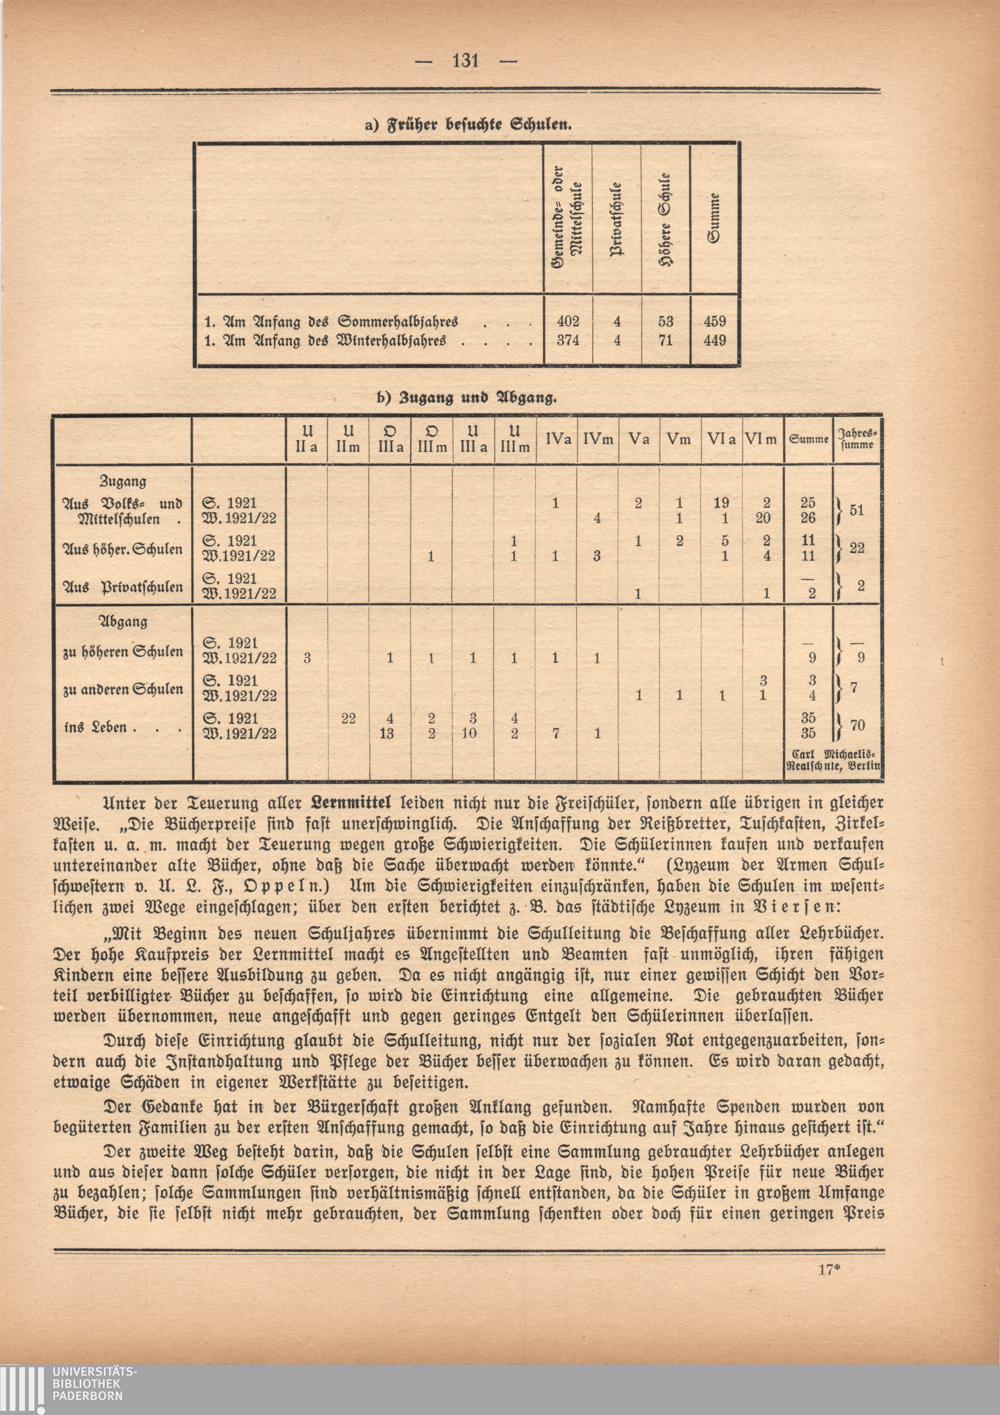 — 131 —
a) Früher besuchte Schulen.
Gemeinde- oder Mittelschule Privatschule Höhere Schule Summe
1. Am Anfang des Sommerhalbjahres . . . 402 4 53 459
1. Am Anfang des Winterhalbjahres . . . . 374 4 71 449
b) Zugang und Abgang.
U II a U II m O III a O III m U III a U III m IV a IV m V a V m VI a VI m Summe Jahres-summe
Zugang
Aus Volks- und S. 1921 1 2 1 19 2 25 } 51
Mittelschulen . W. 1921/22 4 1 1 20 26
Aus höher. Schulen S. 1921 1 1 2 5 2 11 } 22
W. 1921/22 1 1 1 3 1 4 11
Aus Privatschulen S. 1921 — } 2
W. 1921/22 1 1 2
Abgang
zu höheren Schulen S. 1921 — } —
W. 1921/22 3 1 1 1 1 1 1 9 9
zu anderen Schulen S. 1921 3 3 } 7
W. 1921/22 1 1 1 1 4
ins Leben . . . S. 1921 22 4 2 3 4 35 } 70
W. 1921/22 13 2 10 2 7 1 35
Carl Michaelis-
Realschule, Berlin
Unter der Teuerung aller Lernmittel leiden nicht nur die Freischüler, sondern alle übrigen in gleicher
Weise. „Die Bücherpreise sind fast unerschwinglich. Die Anschaffung der Reißbretter, Tuschkasten, Zirkel-
kasten u. a. m. macht der Teuerung wegen große Schwierigkeiten. Die Schülerinnen kaufen und verkaufen
untereinander alte Bücher, ohne daß die Sache überwacht werden könnte.“ (Lyzeum der Armen Schul-
schwestern v. U. L. F., Oppeln.) Um die Schwierigkeiten einzuschränken, haben die Schulen im wesent-
lichen zwei Wege eingeschlagen; über den ersten berichtet z. B. das städtische Lyzeum in Viersen:
„Mit Beginn des neuen Schuljahres übernimmt die Schulleitung die Beschaffung aller Lehrbücher.
Der hohe Kaufpreis der Lernmittel macht es Angestellten und Beamten fast unmöglich, ihren fähigen
Kindern eine bessere Ausbildung zu geben. Da es nicht angängig ist, nur einer gewissen Schicht den Vor-
teil verbilligter Bücher zu beschaffen, so wird die Einrichtung eine allgemeine. Die gebrauchten Bücher
werden übernommen, neue angeschafft und gegen geringes Entgelt den Schülerinnen überlassen.
Durch diese Einrichtung glaubt die Schulleitung, nicht nur der sozialen Not entgegenzuarbeiten, son-
dern auch die Instandhaltung und Pflege der Bücher besser überwachen zu können. Es wird daran gedacht,
etwaige Schäden in eigener Werkstätte zu beseitigen.
Der Gedanke hat in der Bürgerschaft großen Anklang gefunden. Namhafte Spenden wurden von
begüterten Familien zu der ersten Anschaffung gemacht, so daß die Einrichtung auf Jahre hinaus gesichert ist.“
Der zweite Weg besteht darin, daß die Schulen selbst eine Sammlung gebrauchter Lehrbücher anlegen
und aus dieser dann solche Schüler versorgen, die nicht in der Lage sind, die hohen Preise für neue Bücher
zu bezahlen; solche Sammlungen sind verhältnismäßig schnell entstanden, da die Schüler in großem Umfange
Bücher, die sie selbst nicht mehr gebrauchten, der Sammlung schenkten oder doch für einen geringen Preis
17*
UNIVERSITÄTS-
BIBLIOTHEK
PADERBORN